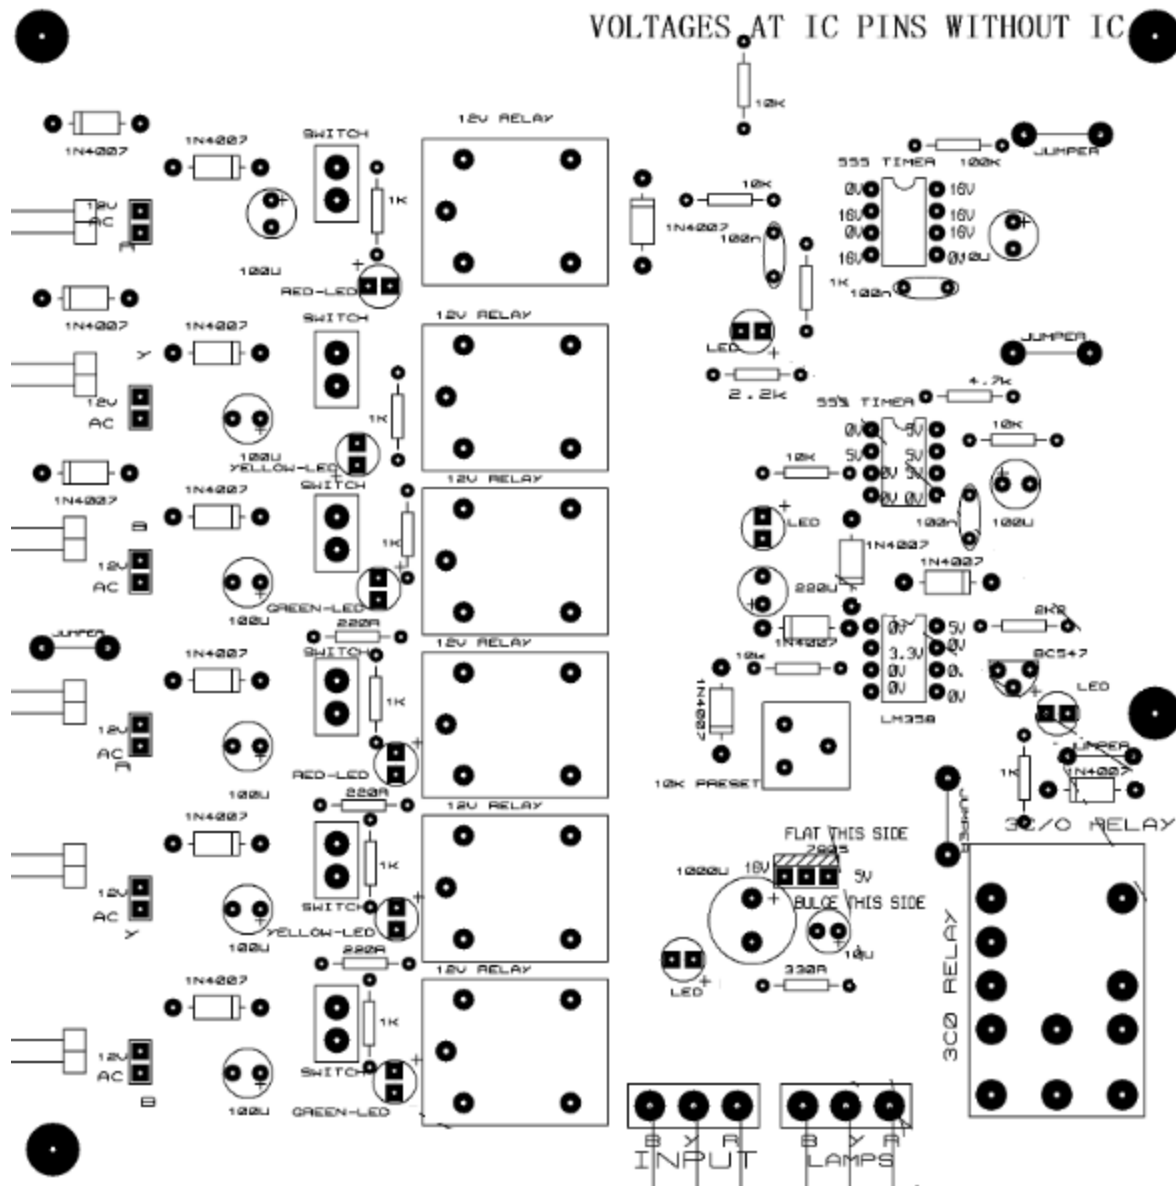 VOLTAGES AT IC PINS WITHOUT IC
10K
1N4007
1N4007
SWITCH
12V RELAY
JUMPER
100K
555 TIMER
12V
AC
R
1K
10K
1N4007
100n
0V 16V
16V 16V
0V 16V
16V 0V
10U
100U
RED-LED
1K
100n
1N4007
1N4007
SWITCH
12V RELAY
LED
JUMPER
Y
2.2k
4.7k
12V
AC
1K
555 TIMER
0V 5V
5V 5V
0V 5V
0V 0V
10K
100U
YELLOW-LED
10K
1N4007
1N4007
SWITCH
12V RELAY
100n
100U
B
1K
LED
12V
AC
1N4007
1N4007
220U
GREEN-LED
100U
220R
JUMPER
1N4007
SWITCH
12V RELAY
1N4007
0V 5V
3.3V 0V
0V 0V
0V 0V
2K2
BC547
10k
LED
1K
1N4007
LM358
12V
AC
R
RED-LED
10K PRESET
JUMPER
1N4007
1K
100U
220R
1N4007
12V RELAY
JUMPER
3C/O RELAY
FLAT THIS SIDE
7805
1K
1000U
16V
5V
12V
AC
Y
SWITCH
BULGE THIS SIDE
YELLOW-LED
100U
220R
10U
3CO RELAY
1N4007
12V RELAY
LED
330R
1K
12V
AC
B
SWITCH
100U
GREEN-LED
B Y R
INPUT
B Y R
LAMPS